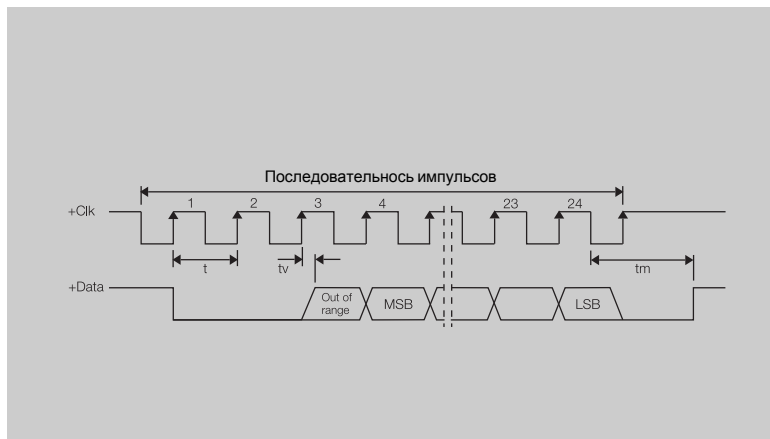 Последовательнось импульсов
+Clk 1 2 3 4 23 24
t tv tm
+Data Out of range MSB LSB